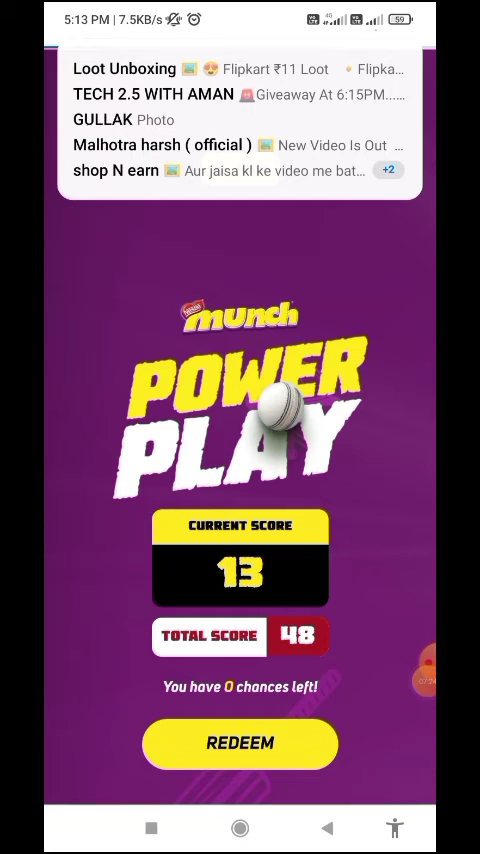 5:13 PM | 7.5KB/s
4G
59
Loot Unboxing 🖼️ 😍 Flipkart ₹11 Loot 🔸 Flipka...
TECH 2.5 WITH AMAN 🚨Giveaway At 6:15PM......
GULLAK Photo
Malhotra harsh ( official ) 🖼️ New Video Is Out ...
shop N earn 🖼️ Aur jaisa kl ke video me bat... +2
Nestlé
munch
POWER
PLAY
CURRENT SCORE
13
TOTAL SCORE 48
You have 0 chances left!
REDEEM